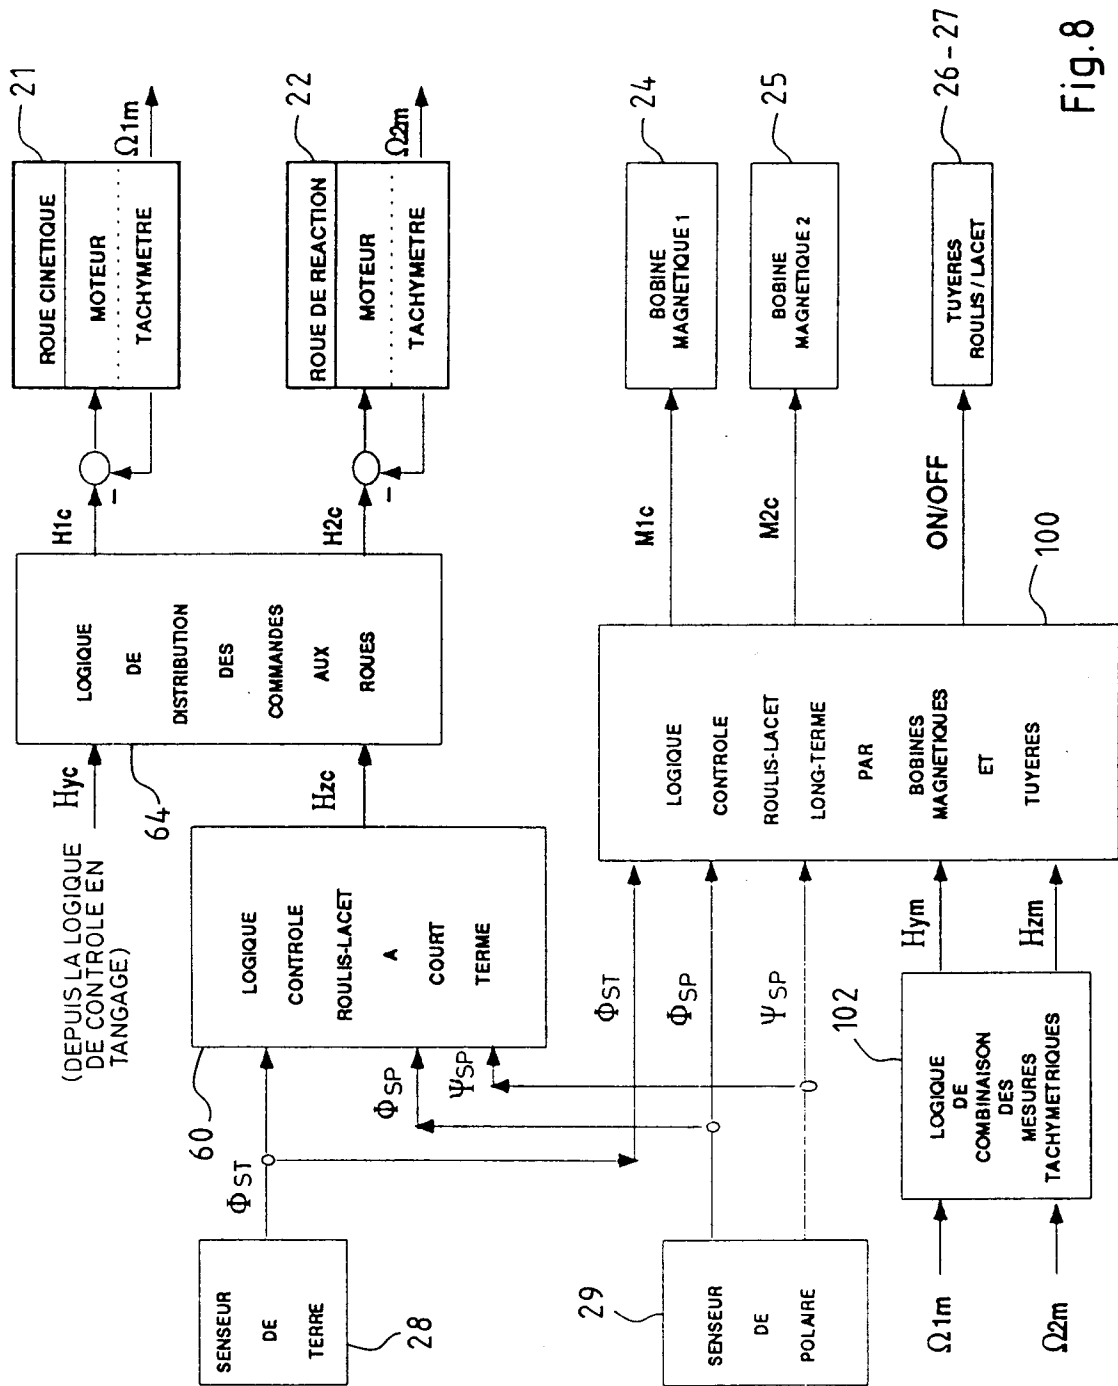 (DEPUIS LA LOGIQUE
DE CONTROLE EN
TANGAGE)
Hyc
64
LOGIQUE
DE
DISTRIBUTION
DES
COMMANDES
AUX
ROUES
H1c
-
ROUE CINETIQUE
MOTEUR
TACHYMETRE
21
Ω1m
H2c
-
ROUE DE REACTION
MOTEUR
TACHYMETRE
22
Ω2m
SENSEUR
DE
TERRE
28
ΦST
60
LOGIQUE
CONTROLE
ROULIS-LACET
A
COURT
TERME
Hzc
ΦSP
ΨSP
SENSEUR
DE
POLAIRE
29
ΦST
ΦSP
ΨSP
Ω1m
Ω2m
LOGIQUE
DE
COMBINAISON
DES
MESURES
TACHYMETRIQUES
102
Hym
Hzm
LOGIQUE
CONTROLE
ROULIS-LACET
LONG-TERME
PAR
BOBINES
MAGNETIQUES
ET
TUYERES
100
M1c
BOBINE
MAGNETIQUE 1
24
M2c
BOBINE
MAGNETIQUE 2
25
ON/OFF
TUYERES
ROULIS / LACET
26-27
Fig.8